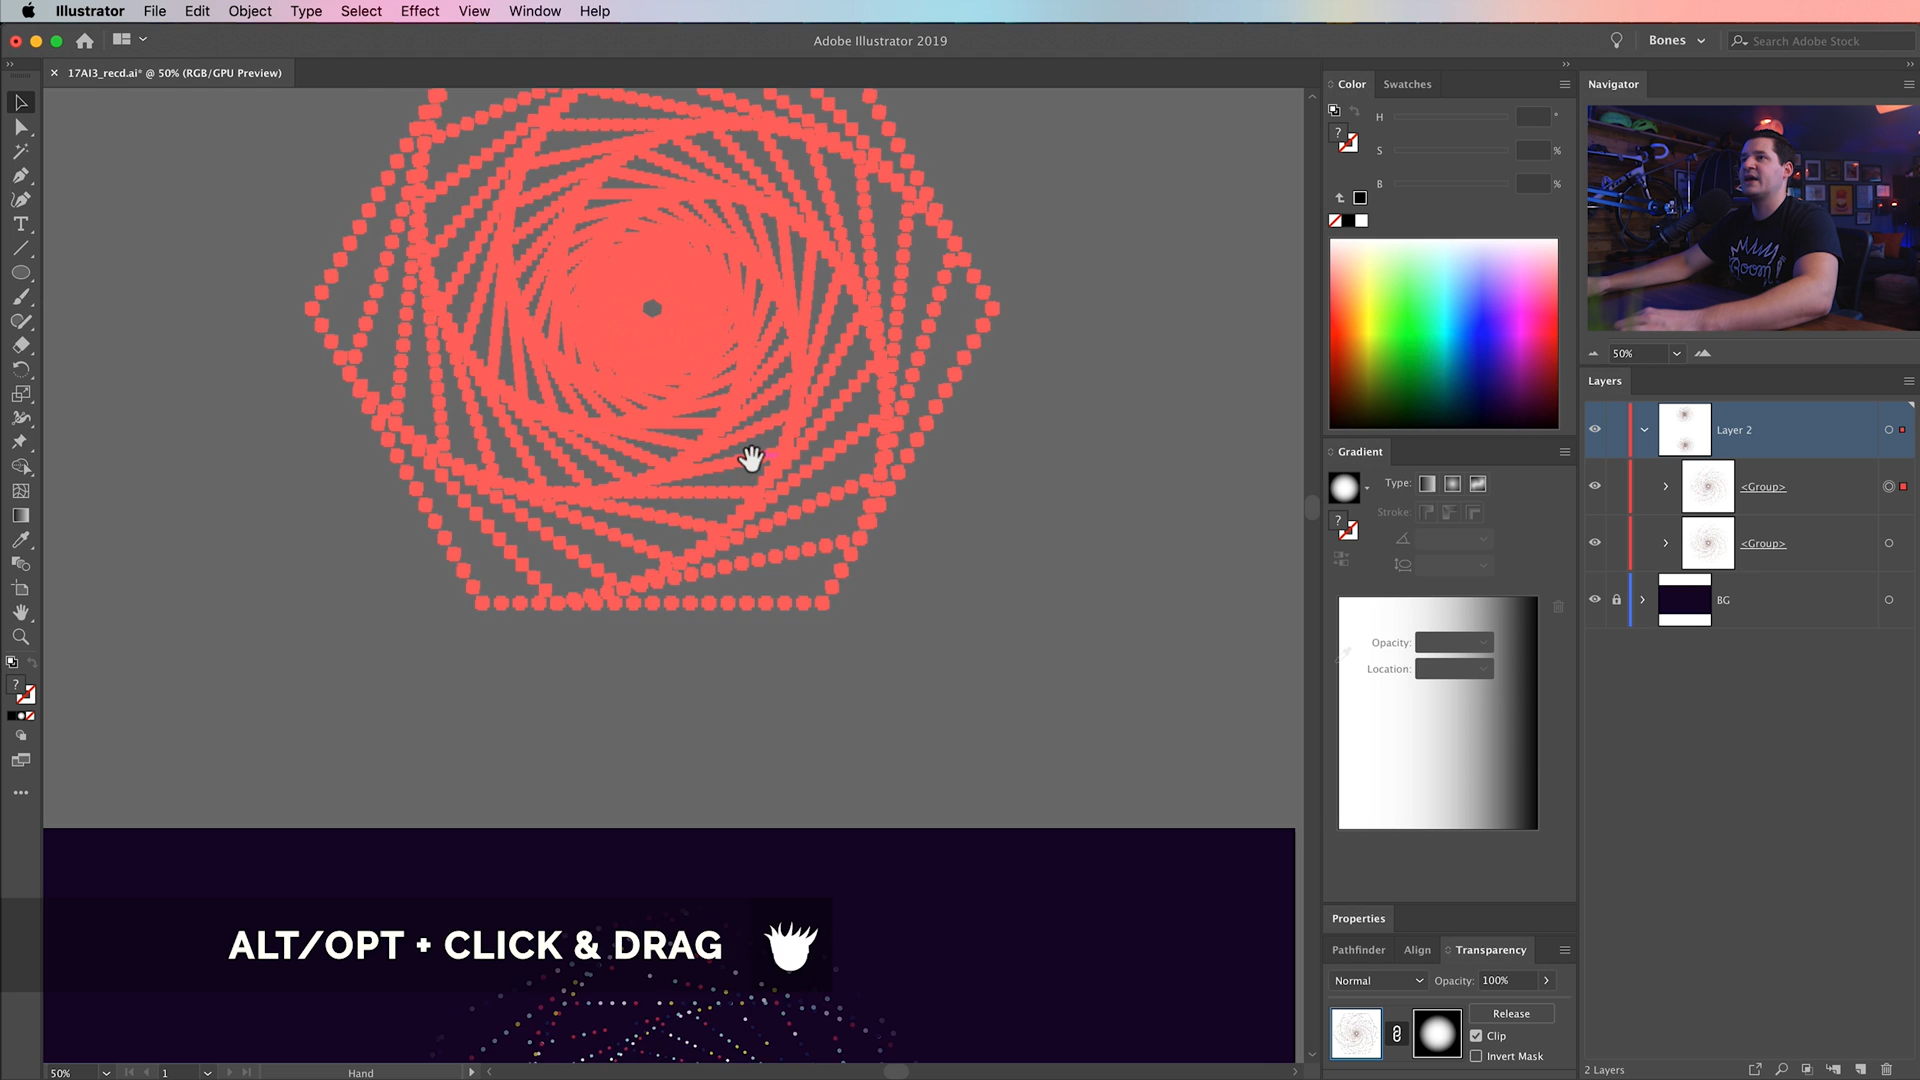 Illustrator File Edit Object Type Select Effect View Window Help
Adobe Illustrator 2019
Bones
Search Adobe Stock
17AI3_recd.ai* @ 50% (RGB/GPU Preview)
Color Swatches
Navigator
H °
S %
B %
50%
Layers
Layer 2
<Group>
<Group>
BG
Gradient
Type:
Stroke:
?
Opacity:
Location:
Properties
Pathfinder Align Transparency
Normal Opacity: 100%
Release
Clip
Invert Mask
ALT/OPT + CLICK & DRAG
50% 1 Hand
2 Layers